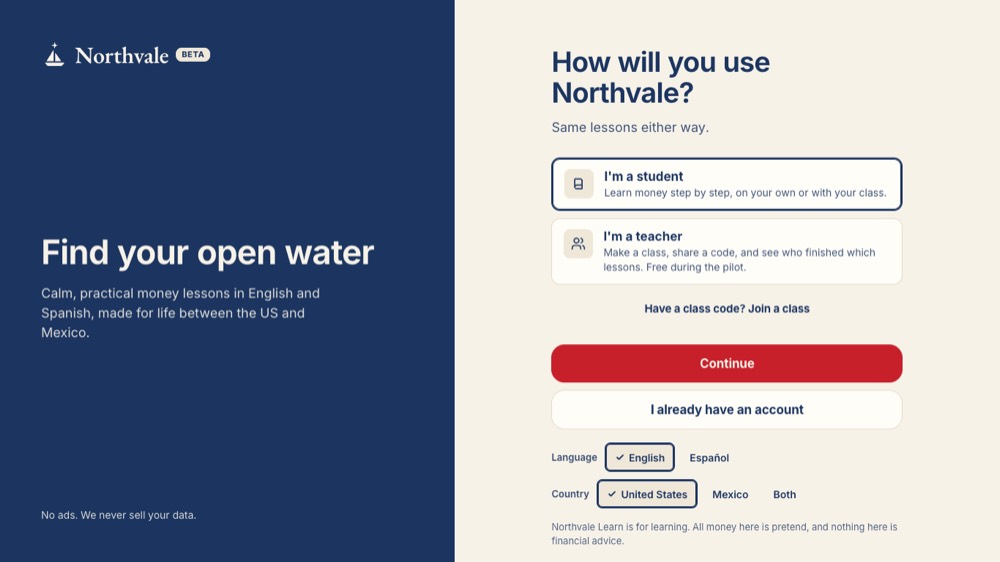 Northvale BETA
Find your open water
Calm, practical money lessons in English and
Spanish, made for life between the US and
Mexico.
No ads. We never sell your data.
How will you use
Northvale?
Same lessons either way.
I'm a student
Learn money step by step, on your own or with your class.
I'm a teacher
Make a class, share a code, and see who finished which
lessons. Free during the pilot.
Have a class code? Join a class
Continue
I already have an account
Language ✓ English Español
Country ✓ United States Mexico Both
Northvale Learn is for learning. All money here is pretend, and nothing here is
financial advice.